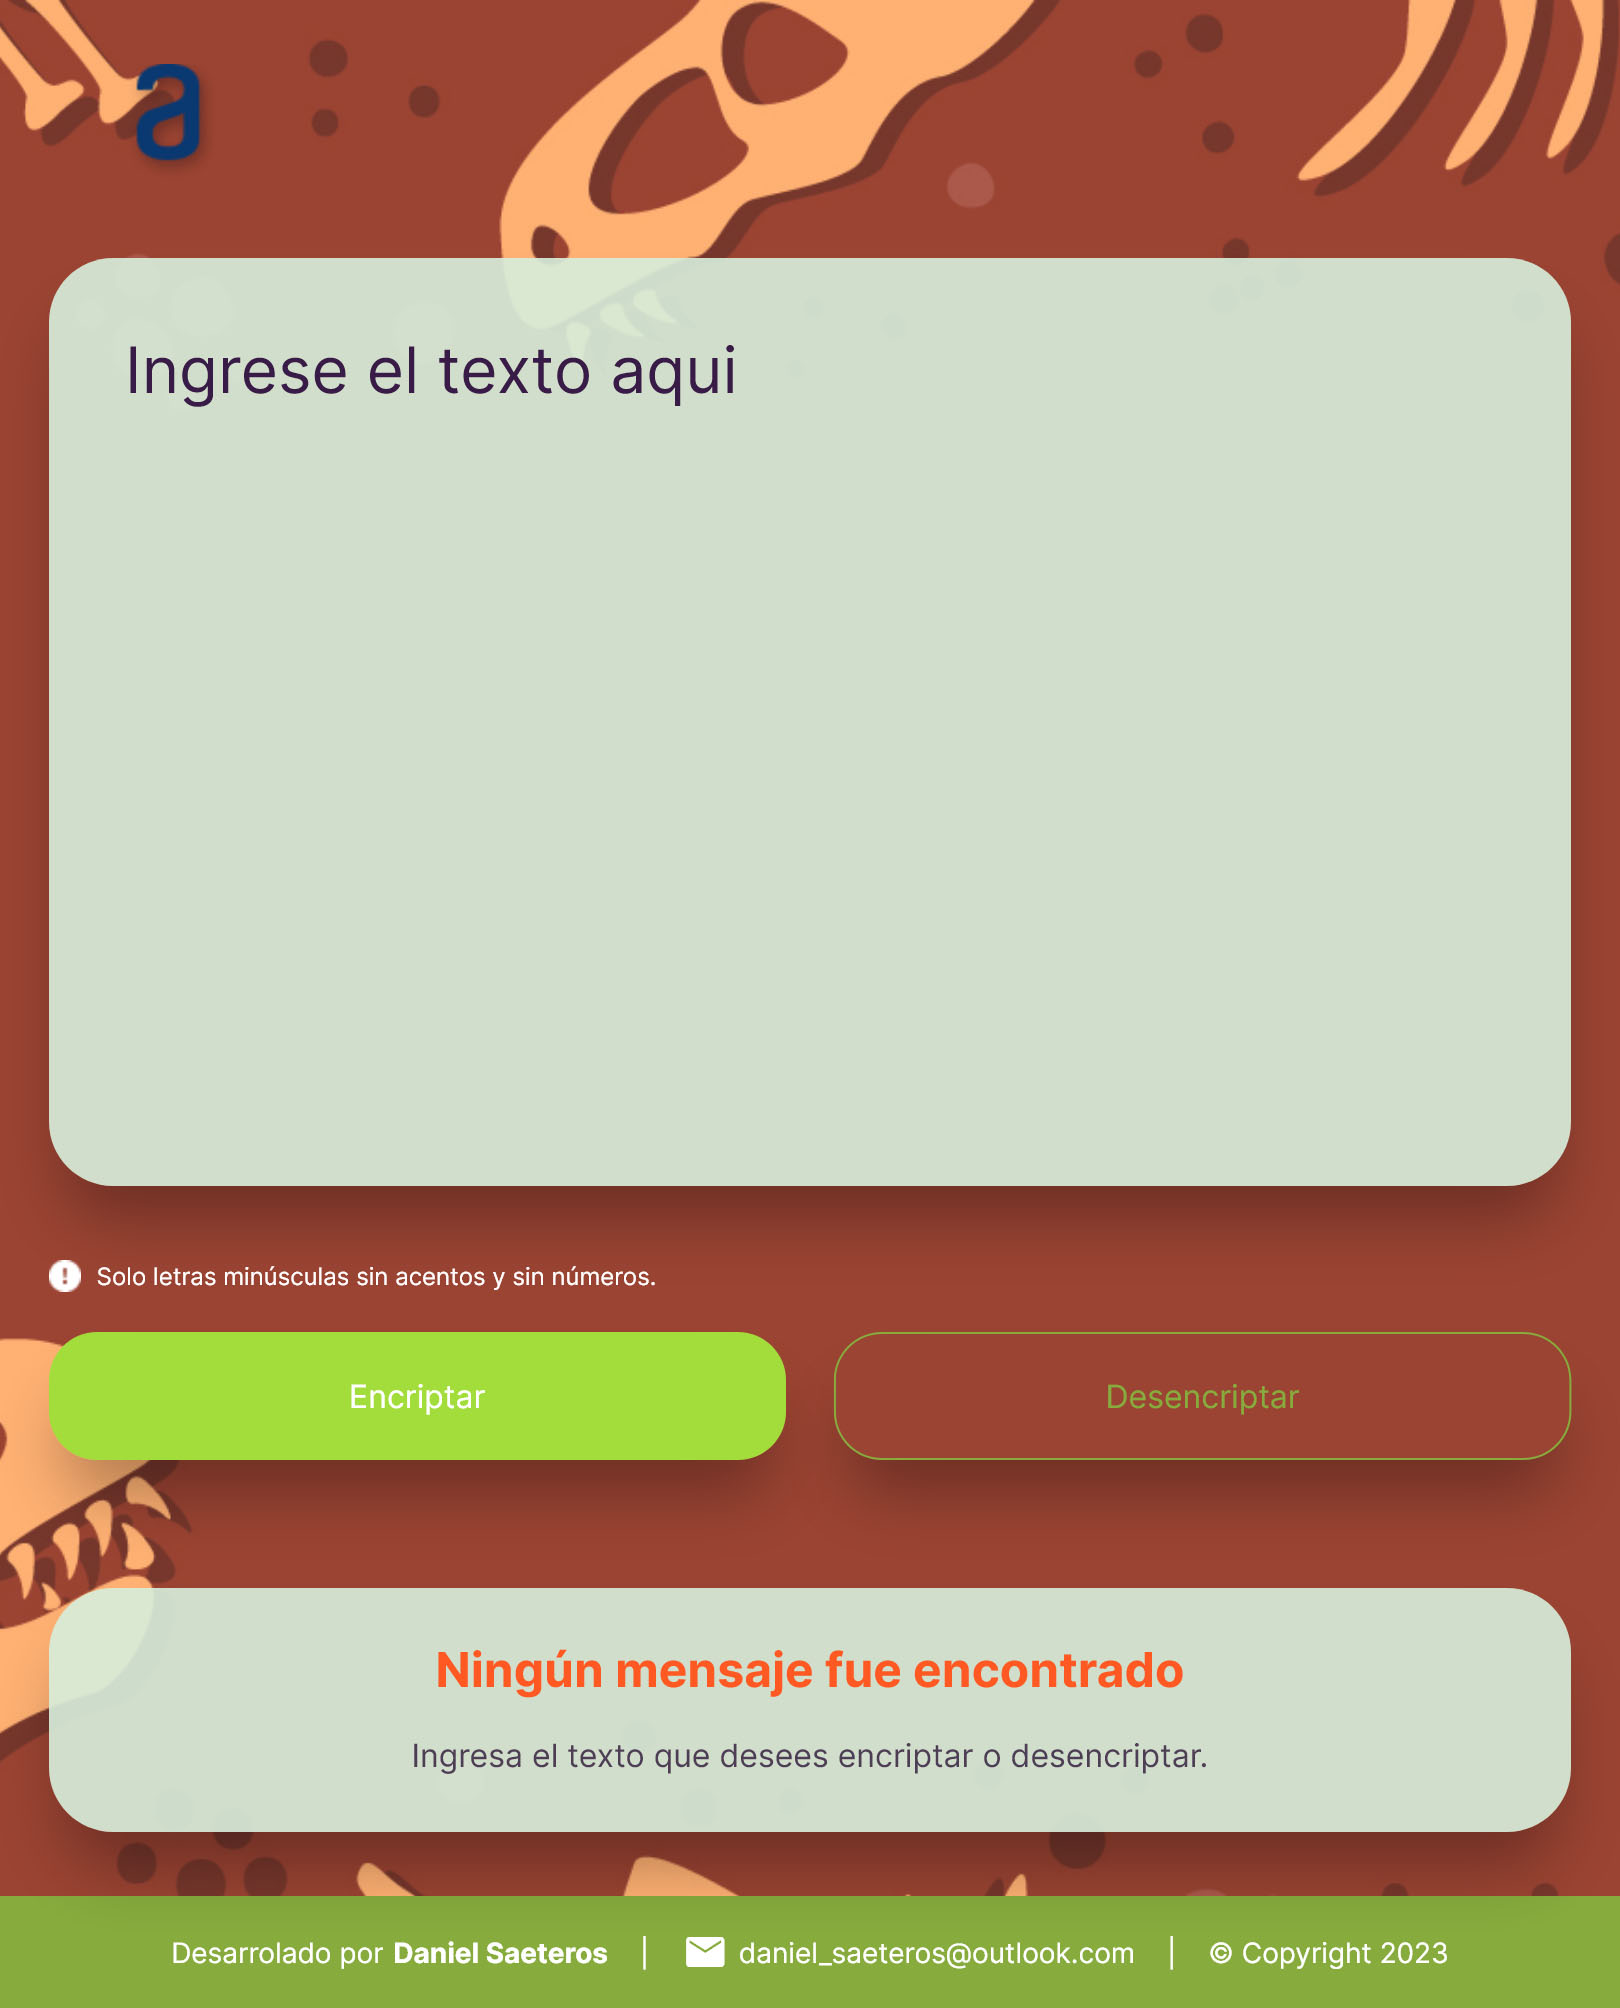 a
Ingrese el texto aqui
Solo letras minúsculas sin acentos y sin números.
Encriptar
Desencriptar
Ningún mensaje fue encontrado
Ingresa el texto que desees encriptar o desencriptar.
Desarrolado por Daniel Saeteros | daniel_saeteros@outlook.com | © Copyright 2023